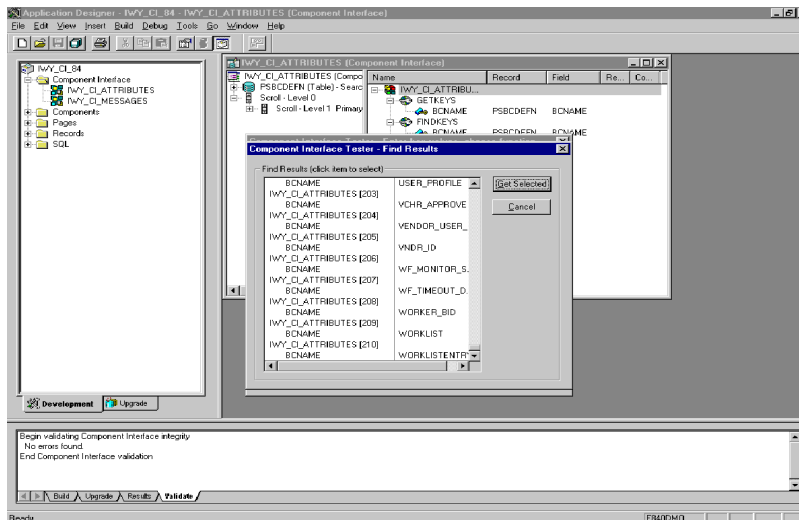 Application Designer - IWY_CI_84 - IWY_CI_ATTRIBUTES (Component Interface)
File Edit View Insert Build Debug Tools Go Window Help
IWY_CI_84
Component Interface
IWY_CI_ATTRIBUTES
IWY_CI_MESSAGES
Components
Pages
Records
SQL
Development Upgrade
IWY_CI_ATTRIBUTES (Component Interface)
IWY_CI_ATTRIBUTES (Compo
PSBCDEFN (Table) - Searc
Scroll - Level 0
Scroll - Level 1 Primary
Name Record Field Re... Co...
IWY_CI_ATTRIBU...
GETKEYS
BCNAME PSBCDEFN BCNAME
FINDKEYS
BCNAME PSBCDEFN BCNAME
Component Interface Tester - Find Results
Find Results (click item to select)
BCNAME USER_PROFILE
IWY_CI_ATTRIBUTES [203]
BCNAME VCHR_APPROVE
IWY_CI_ATTRIBUTES [204]
BCNAME VENDOR_USER_
IWY_CI_ATTRIBUTES [205]
BCNAME VNDR_ID
IWY_CI_ATTRIBUTES [206]
BCNAME WF_MONITOR_S.
IWY_CI_ATTRIBUTES [207]
BCNAME WF_TIMEOUT_D.
IWY_CI_ATTRIBUTES [208]
BCNAME WORKER_BID
IWY_CI_ATTRIBUTES [209]
BCNAME WORKLIST
IWY_CI_ATTRIBUTES [210]
BCNAME WORKLISTENTR
Get Selected
Cancel
Begin validating Component Interface integrity
No errors found.
End Component Interface validation
Build Upgrade Results Validate
Ready E840DMO